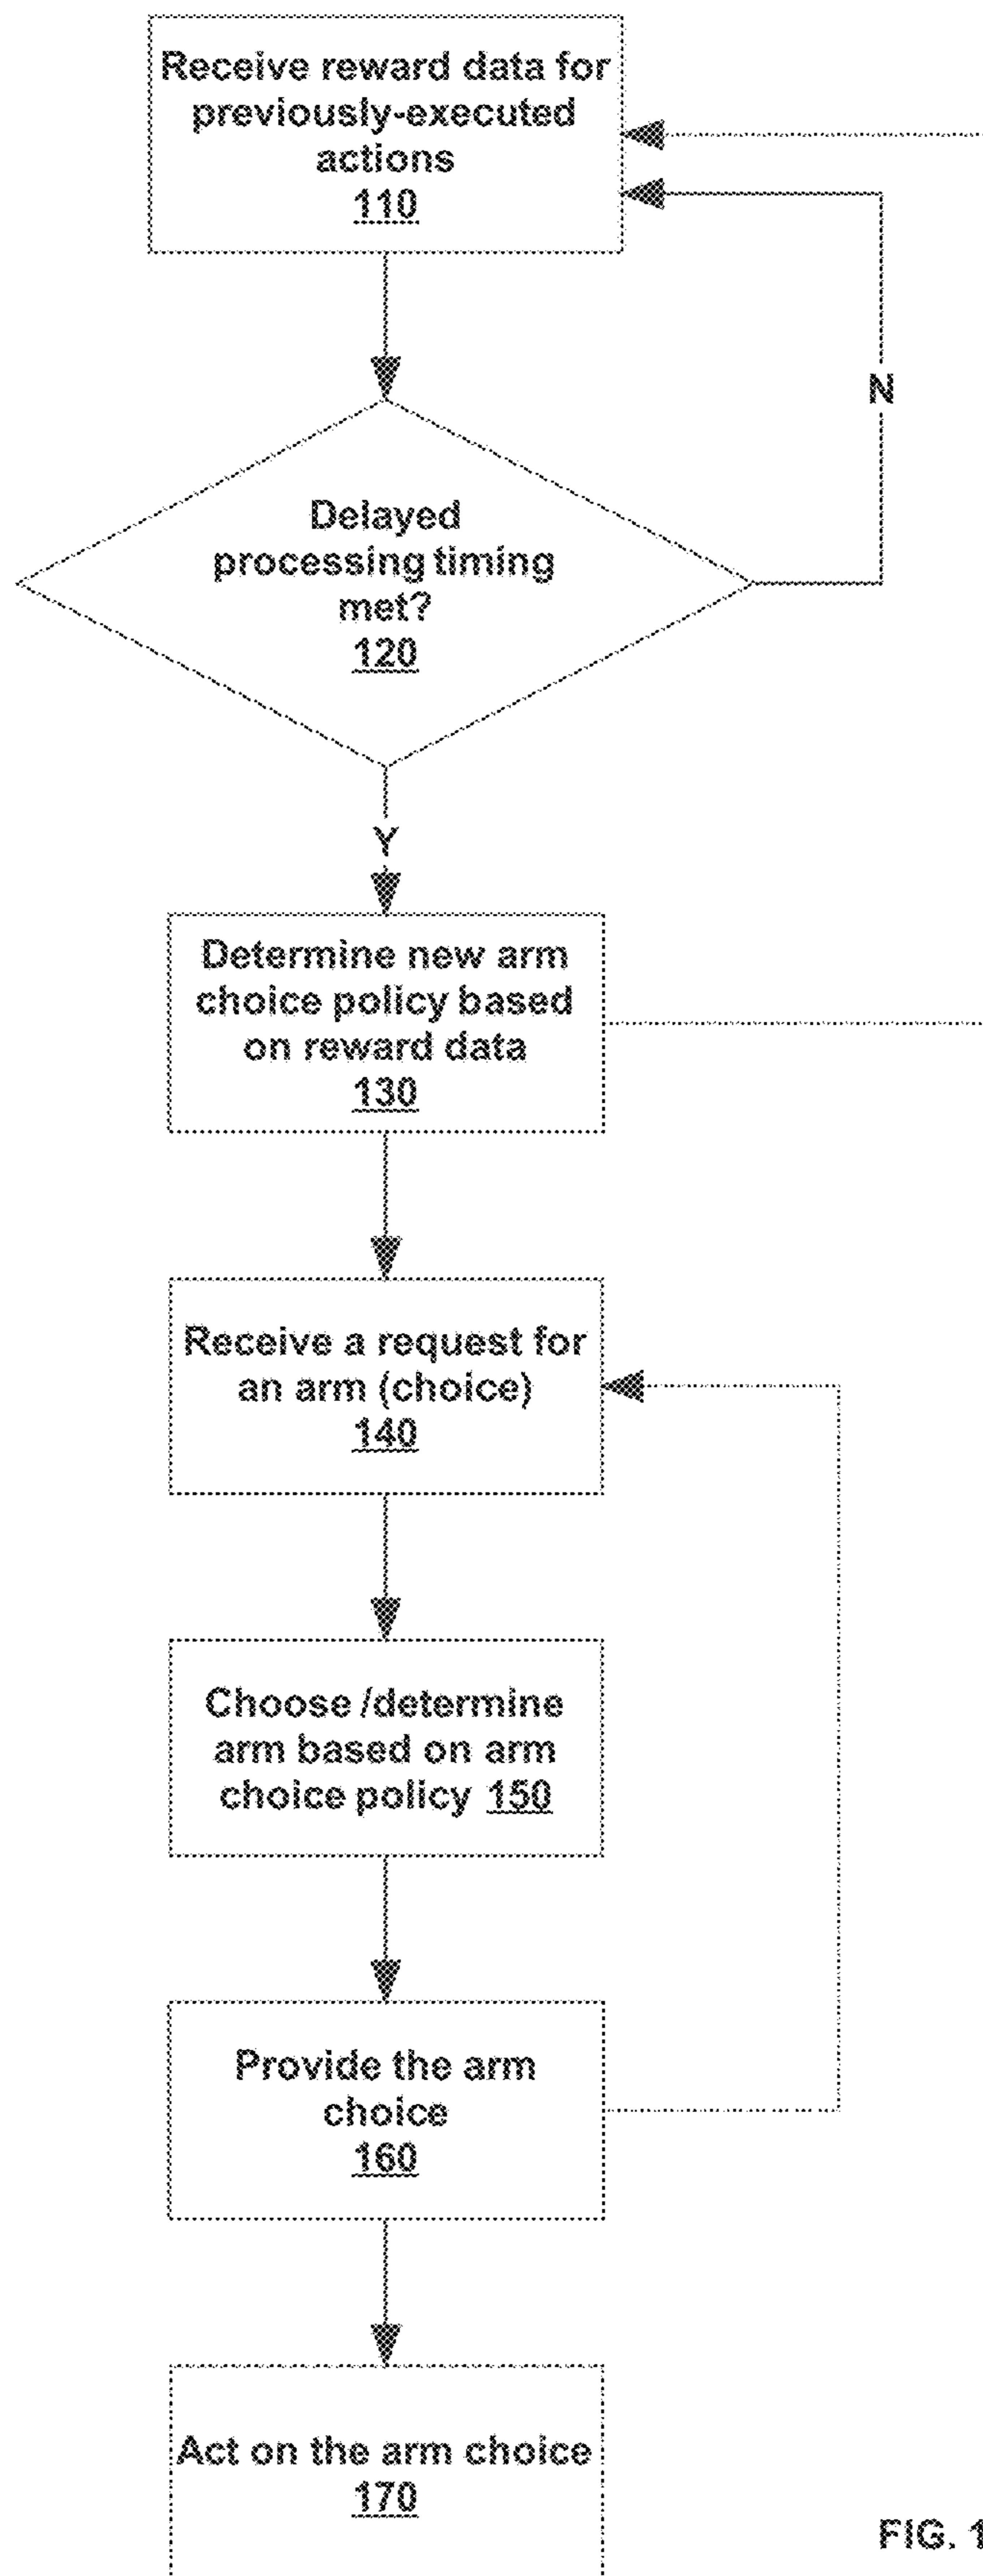 Receive reward data for
previously-executed
actions
110
N
Delayed
processing timing
met?
120
Y
Determine new arm
choice policy based
on reward data
130
Receive a request for
an arm (choice)
140
Choose /determine
arm based on arm
choice policy 150
Provide the arm
choice
160
Act on the arm choice
170
FIG. 1